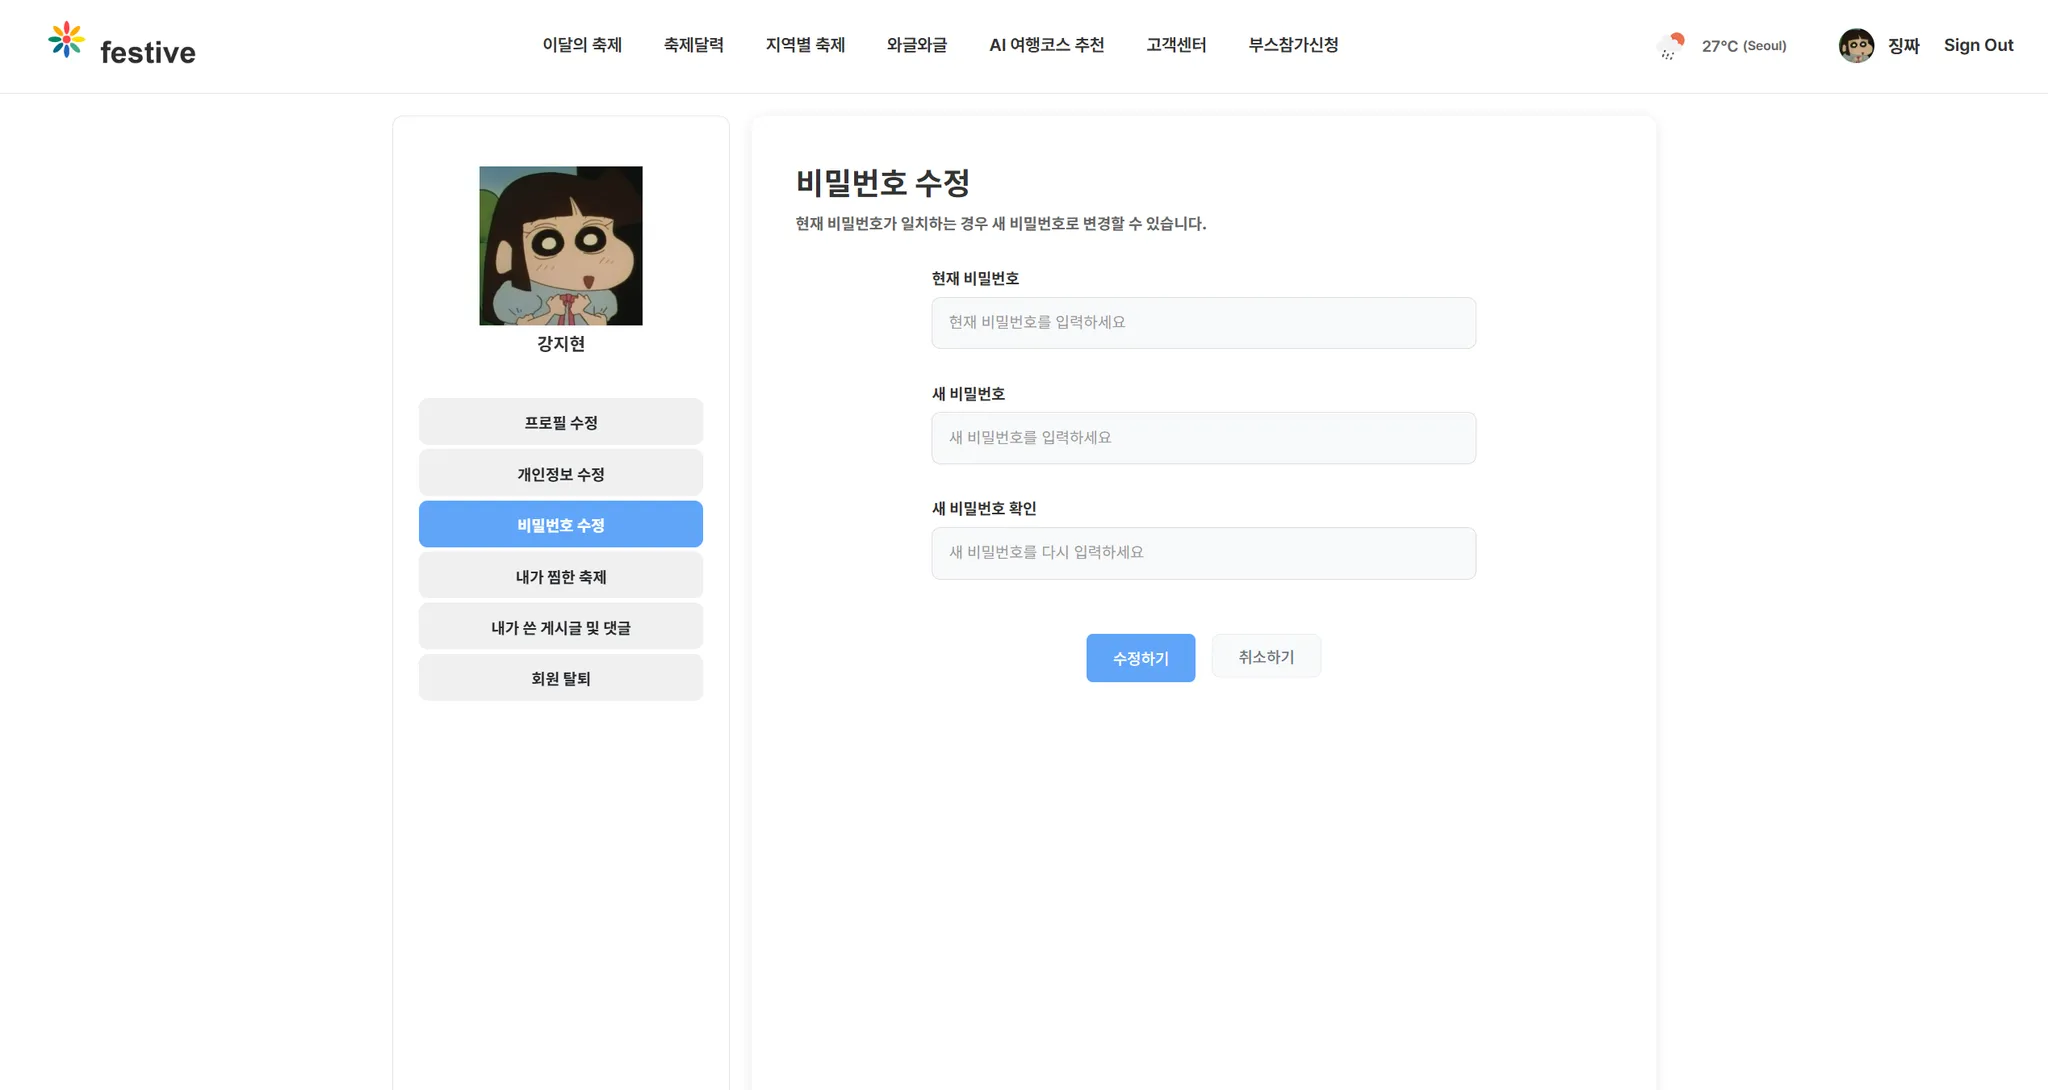 festive
이달의 축제
축제달력
지역별 축제
와글와글
AI 여행코스 추천
고객센터
부스참가신청
27°C (Seoul)
징짜
Sign Out
강지현
프로필 수정
개인정보 수정
비밀번호 수정
내가 찜한 축제
내가 쓴 게시글 및 댓글
회원 탈퇴
비밀번호 수정
현재 비밀번호가 일치하는 경우 새 비밀번호로 변경할 수 있습니다.
현재 비밀번호
현재 비밀번호를 입력하세요
새 비밀번호
새 비밀번호를 입력하세요
새 비밀번호 확인
새 비밀번호를 다시 입력하세요
수정하기
취소하기